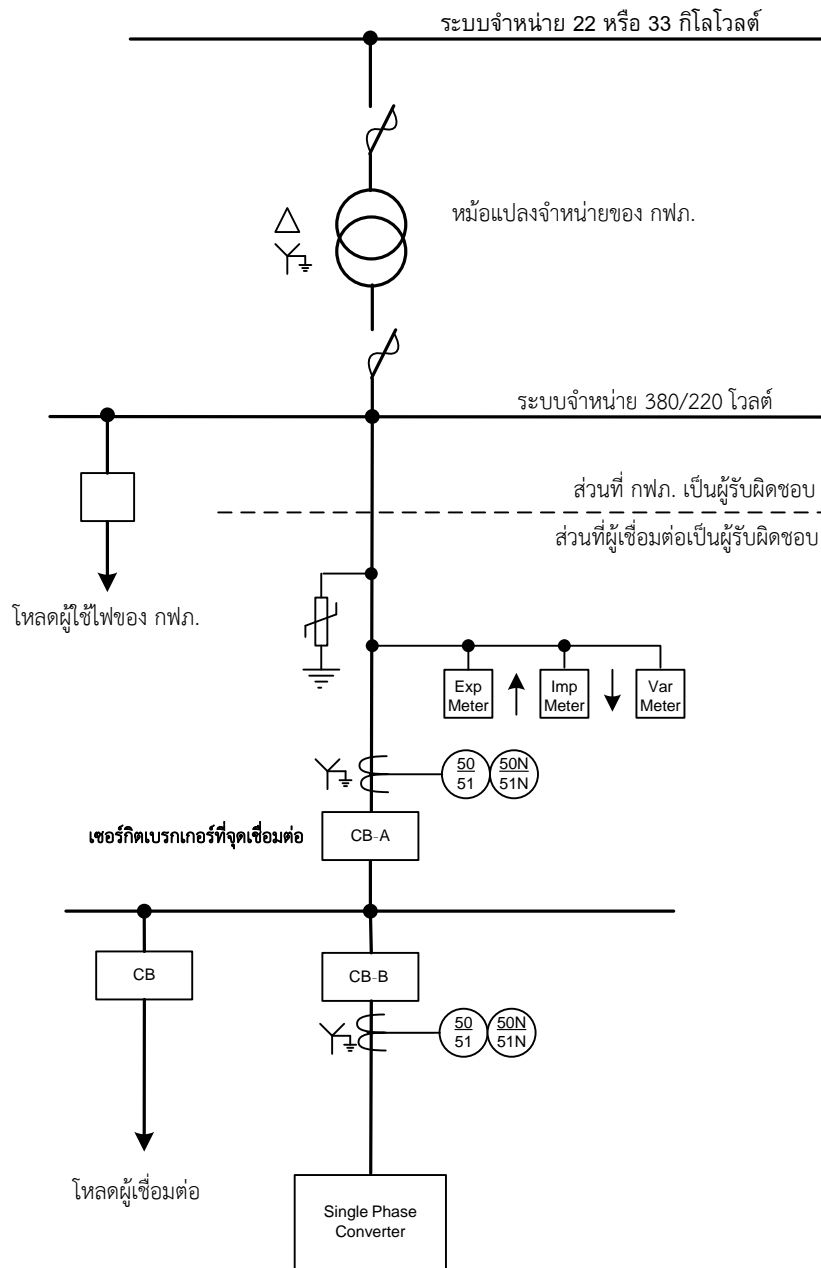 ระบบจำหน่าย 22 หรือ 33 กิโลโวลต์
หม้อแปลงจำหน่ายของ กฟภ.
ระบบจำหน่าย 380/220 โวลต์
ส่วนที่ กฟภ. เป็นผู้รับผิดชอบ
ส่วนที่ผู้เชื่อมต่อเป็นผู้รับผิดชอบ
โหลดผู้ใช้ไฟของ กฟภ.
Exp
Meter
Imp
Meter
Var
Meter
50
51
50N
51N
เซอร์กิตเบรกเกอร์ที่จุดเชื่อมต่อ
CB-A
CB
CB-B
50
51
50N
51N
โหลดผู้เชื่อมต่อ
Single Phase
Converter